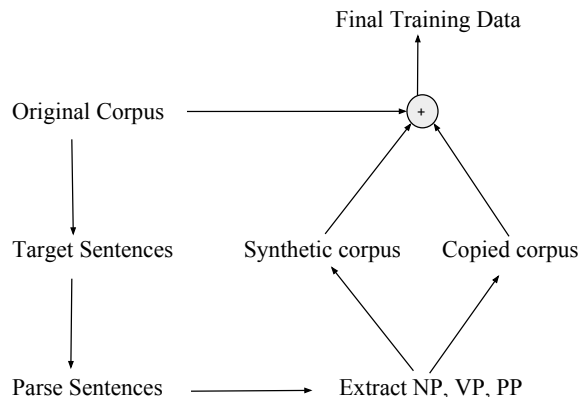 Final Training Data
Original Corpus
+
Target Sentences
Synthetic corpus
Copied corpus
Parse Sentences
Extract NP, VP, PP